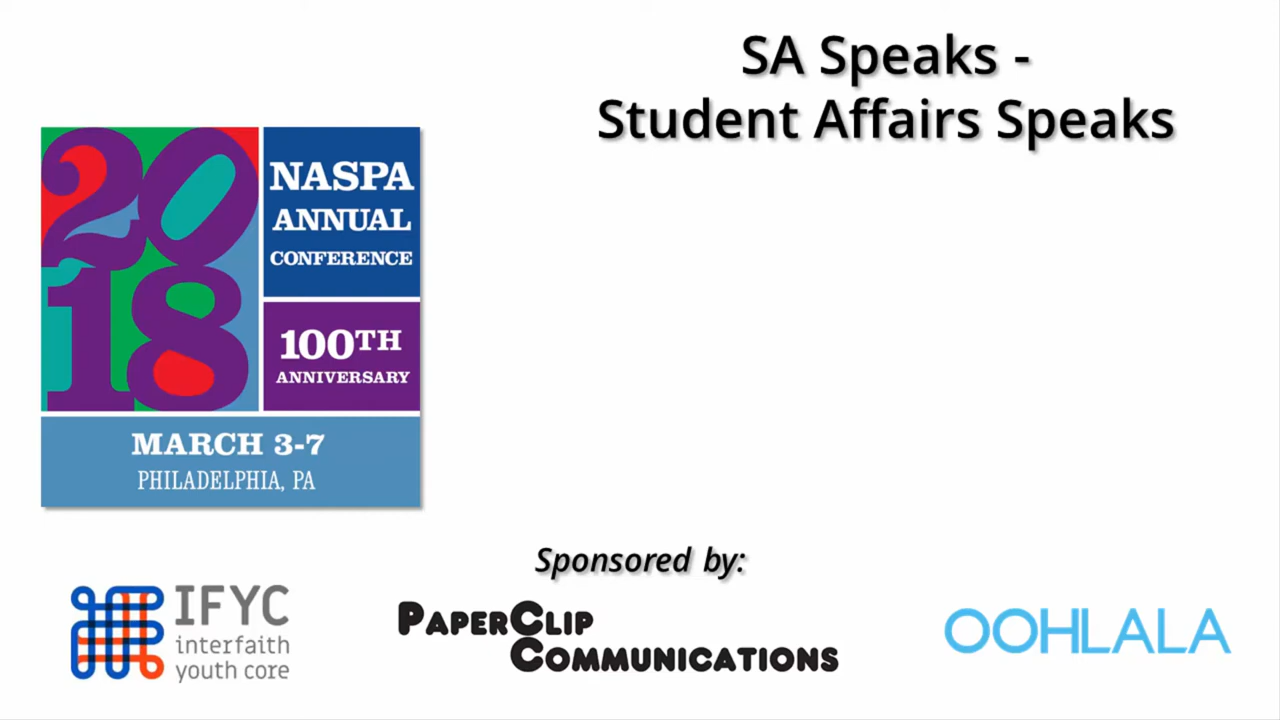 SA Speaks -
Student Affairs Speaks
2018
NASPA
ANNUAL
CONFERENCE
100TH
ANNIVERSARY
MARCH 3-7
PHILADELPHIA, PA
Sponsored by:
IFYC
interfaith
youth core
PAPERCLIP
COMMUNICATIONS
OOHLALA